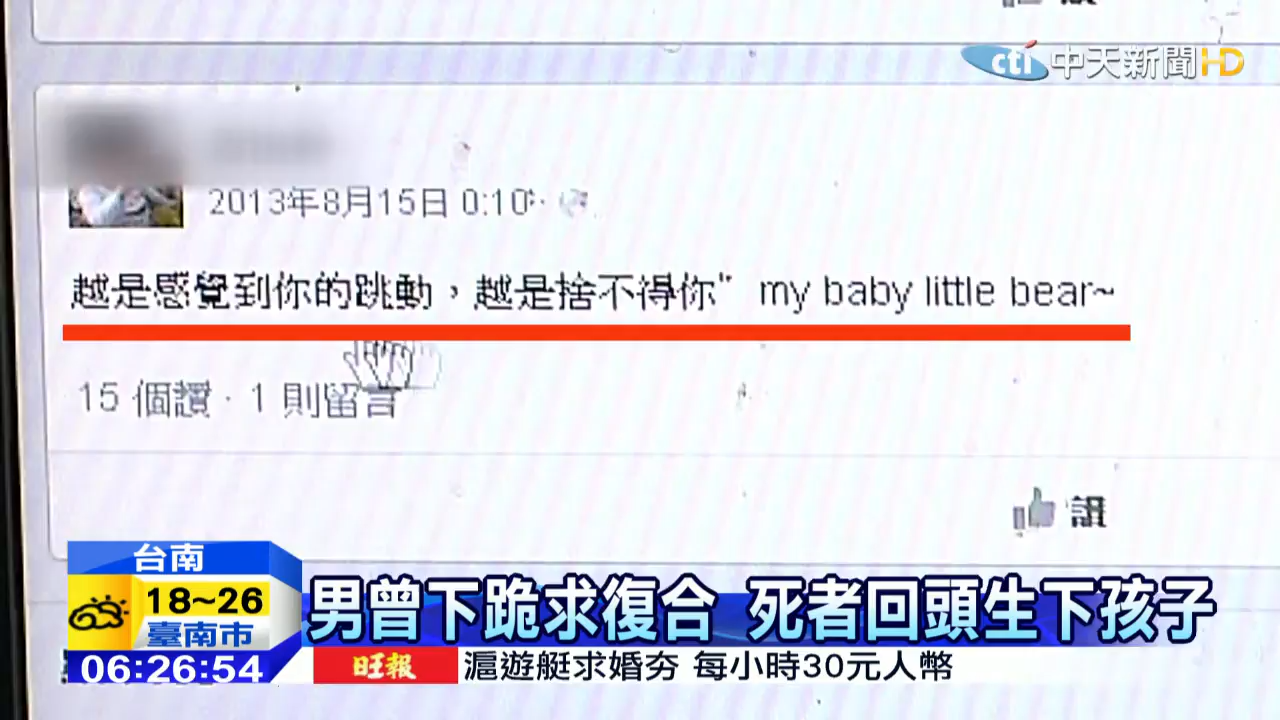 cti 中天新聞HD
2013年8月15日 0:10
越是感覺到你的跳動，越是捨不得你” my baby little bear~
15 個讚 · 1 則留言
讚
台南
18~26
臺南市
06:26:54
男曾下跪求復合 死者回頭生下孩子
旺報 滬遊艇求婚夯 每小時30元人幣